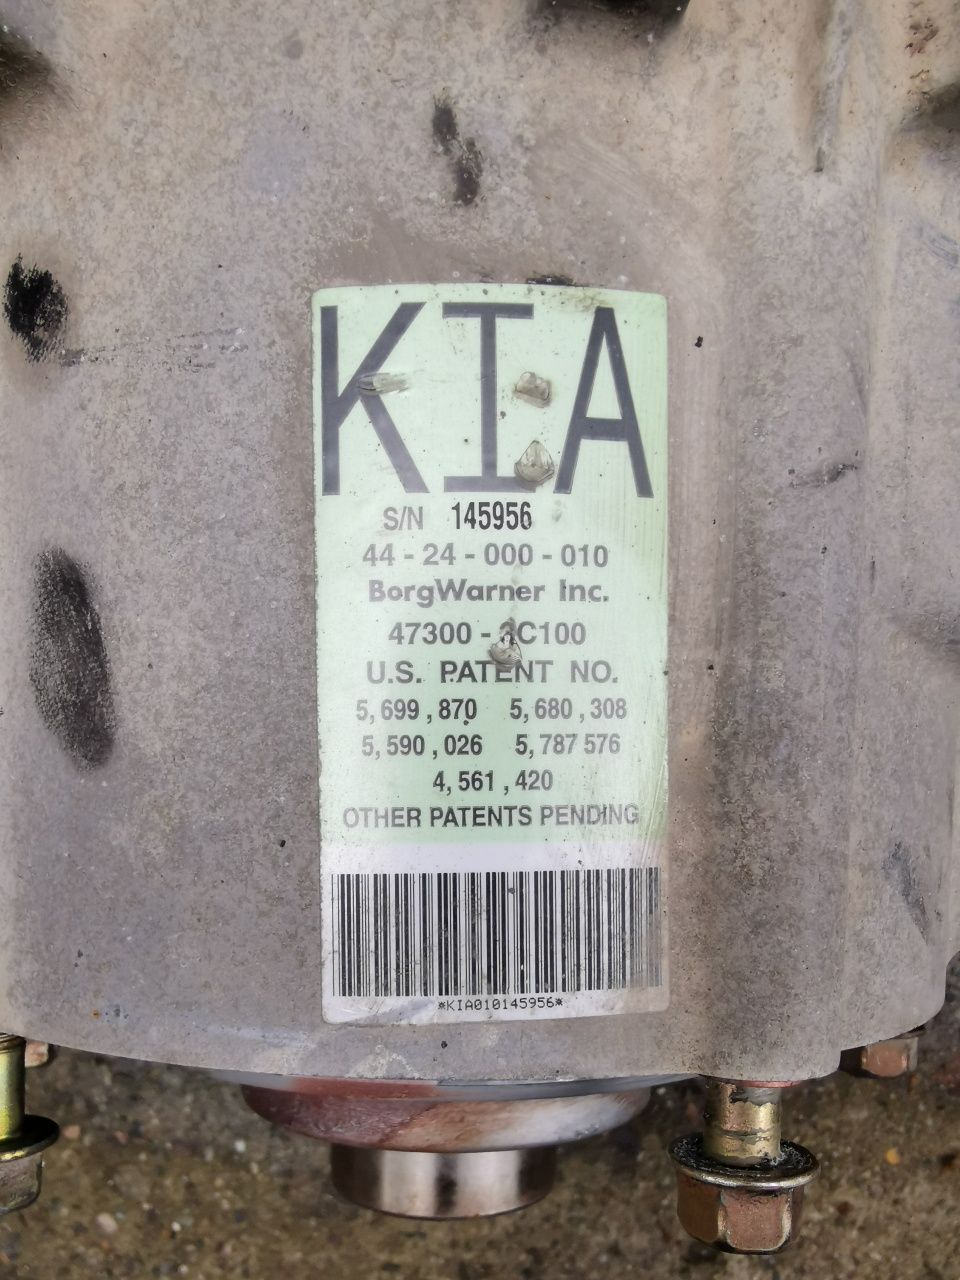 KIA
S/N 145956
44 - 24 - 000 - 010
BorgWarner Inc.
U.S. PATENT NO.
5,699,870 5,680,308
5,590,026 5,787 576
4,561,420
OTHER PATENTS PENDING
*KIA010145956*